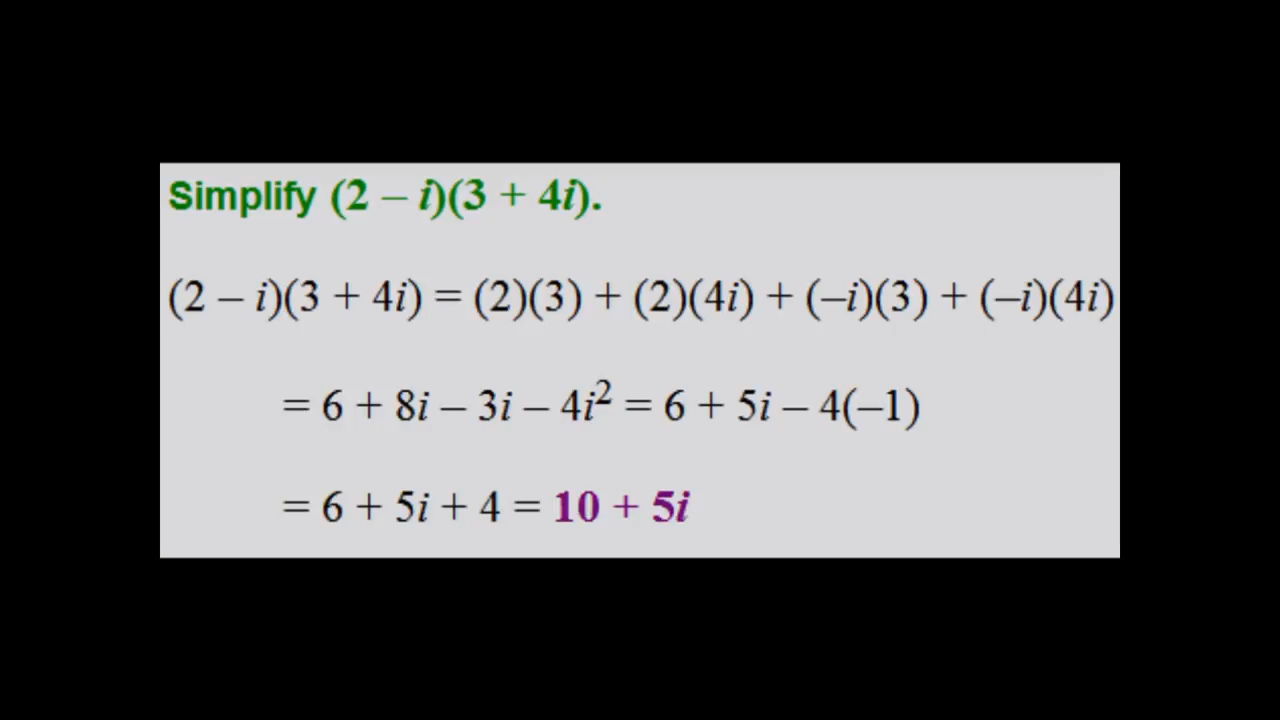 Simplify (2 – i)(3 + 4i).
(2 – i)(3 + 4i) = (2)(3) + (2)(4i) + (–i)(3) + (–i)(4i)
= 6 + 8i – 3i – 4i² = 6 + 5i – 4(–1)
= 6 + 5i + 4 = 10 + 5i